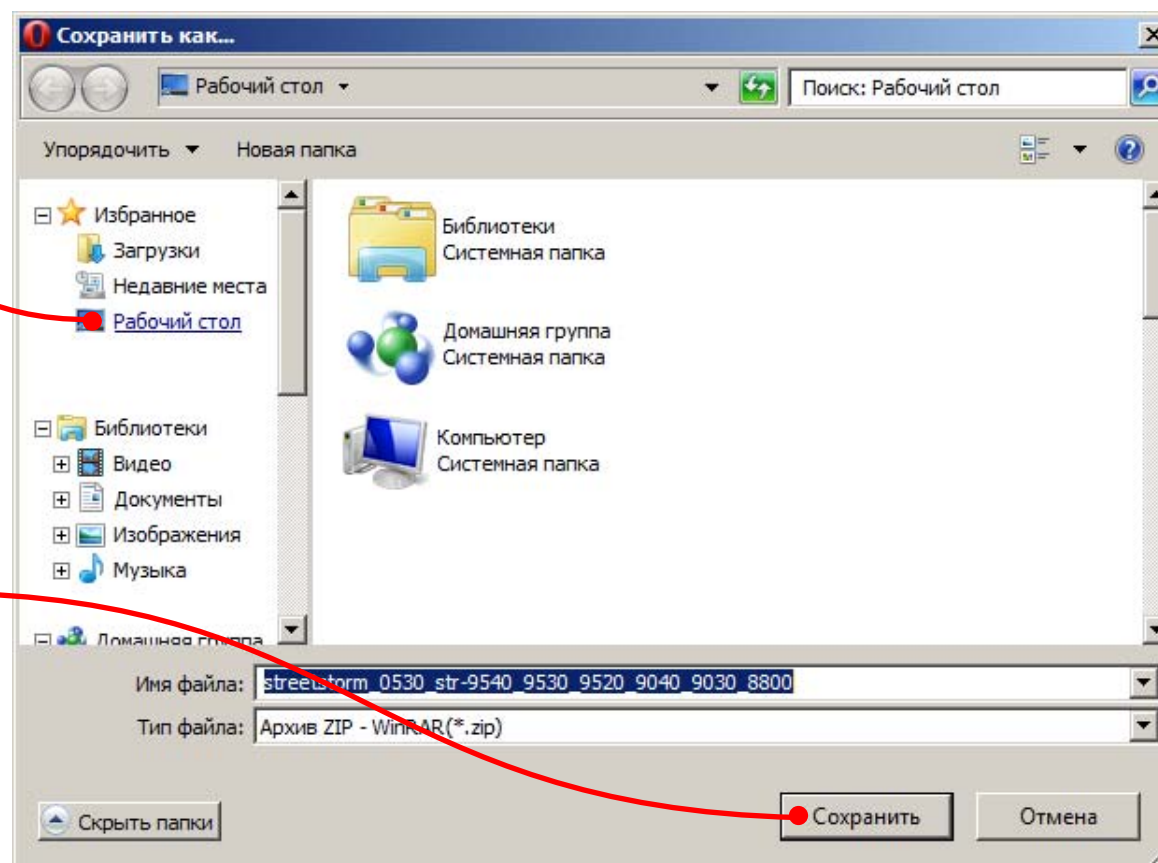 Сохранить как...
Рабочий стол
Поиск: Рабочий стол
Упорядочить Новая папка
Избранное
Загрузки
Недавние места
Рабочий стол
Библиотеки
Видео
Документы
Изображения
Музыка
Домашняя группа
Библиотеки
Системная папка
Домашняя группа
Системная папка
Компьютер
Системная папка
Имя файла: streetstorm_0530_str-9540_9530_9520_9040_9030_8800
Тип файла: Архив ZIP - WinRAR(*.zip)
Скрыть папки Сохранить Отмена